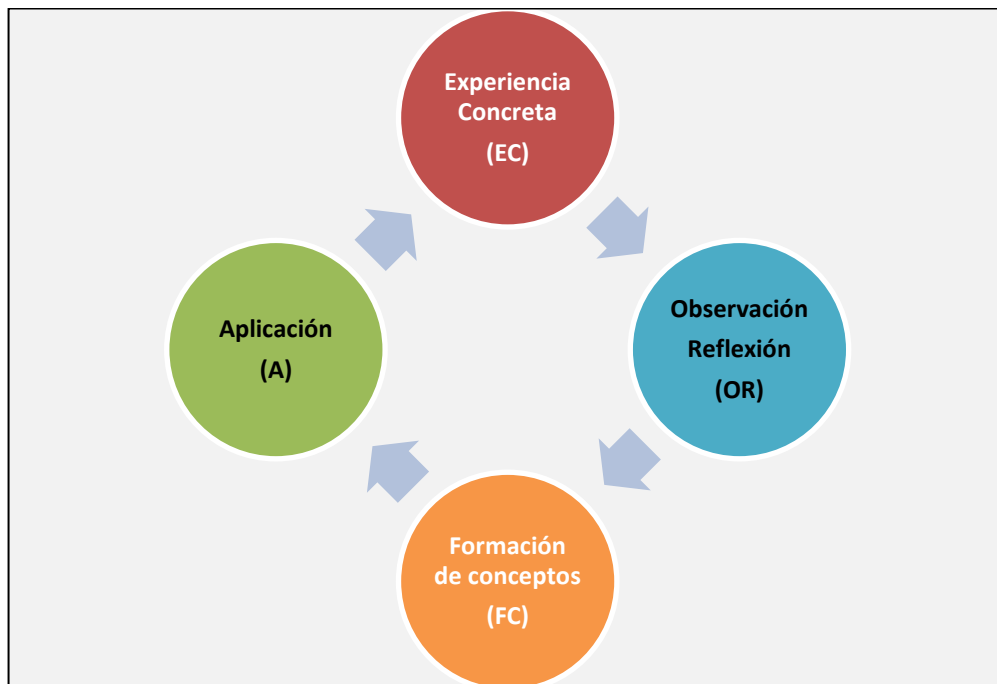 Experiencia
Concreta
(EC)
Observación
Reflexión
(OR)
Formación
de conceptos
(FC)
Aplicación
(A)